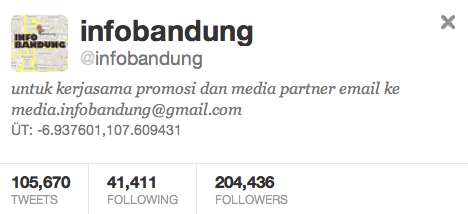 INFO
BANDUNG
infobandung
@infobandung
untuk kerjasama promosi dan media partner email ke
media.infobandung@gmail.com
ÜT: -6.937601,107.609431
105,670 41,411 204,436
TWEETS FOLLOWING FOLLOWERS